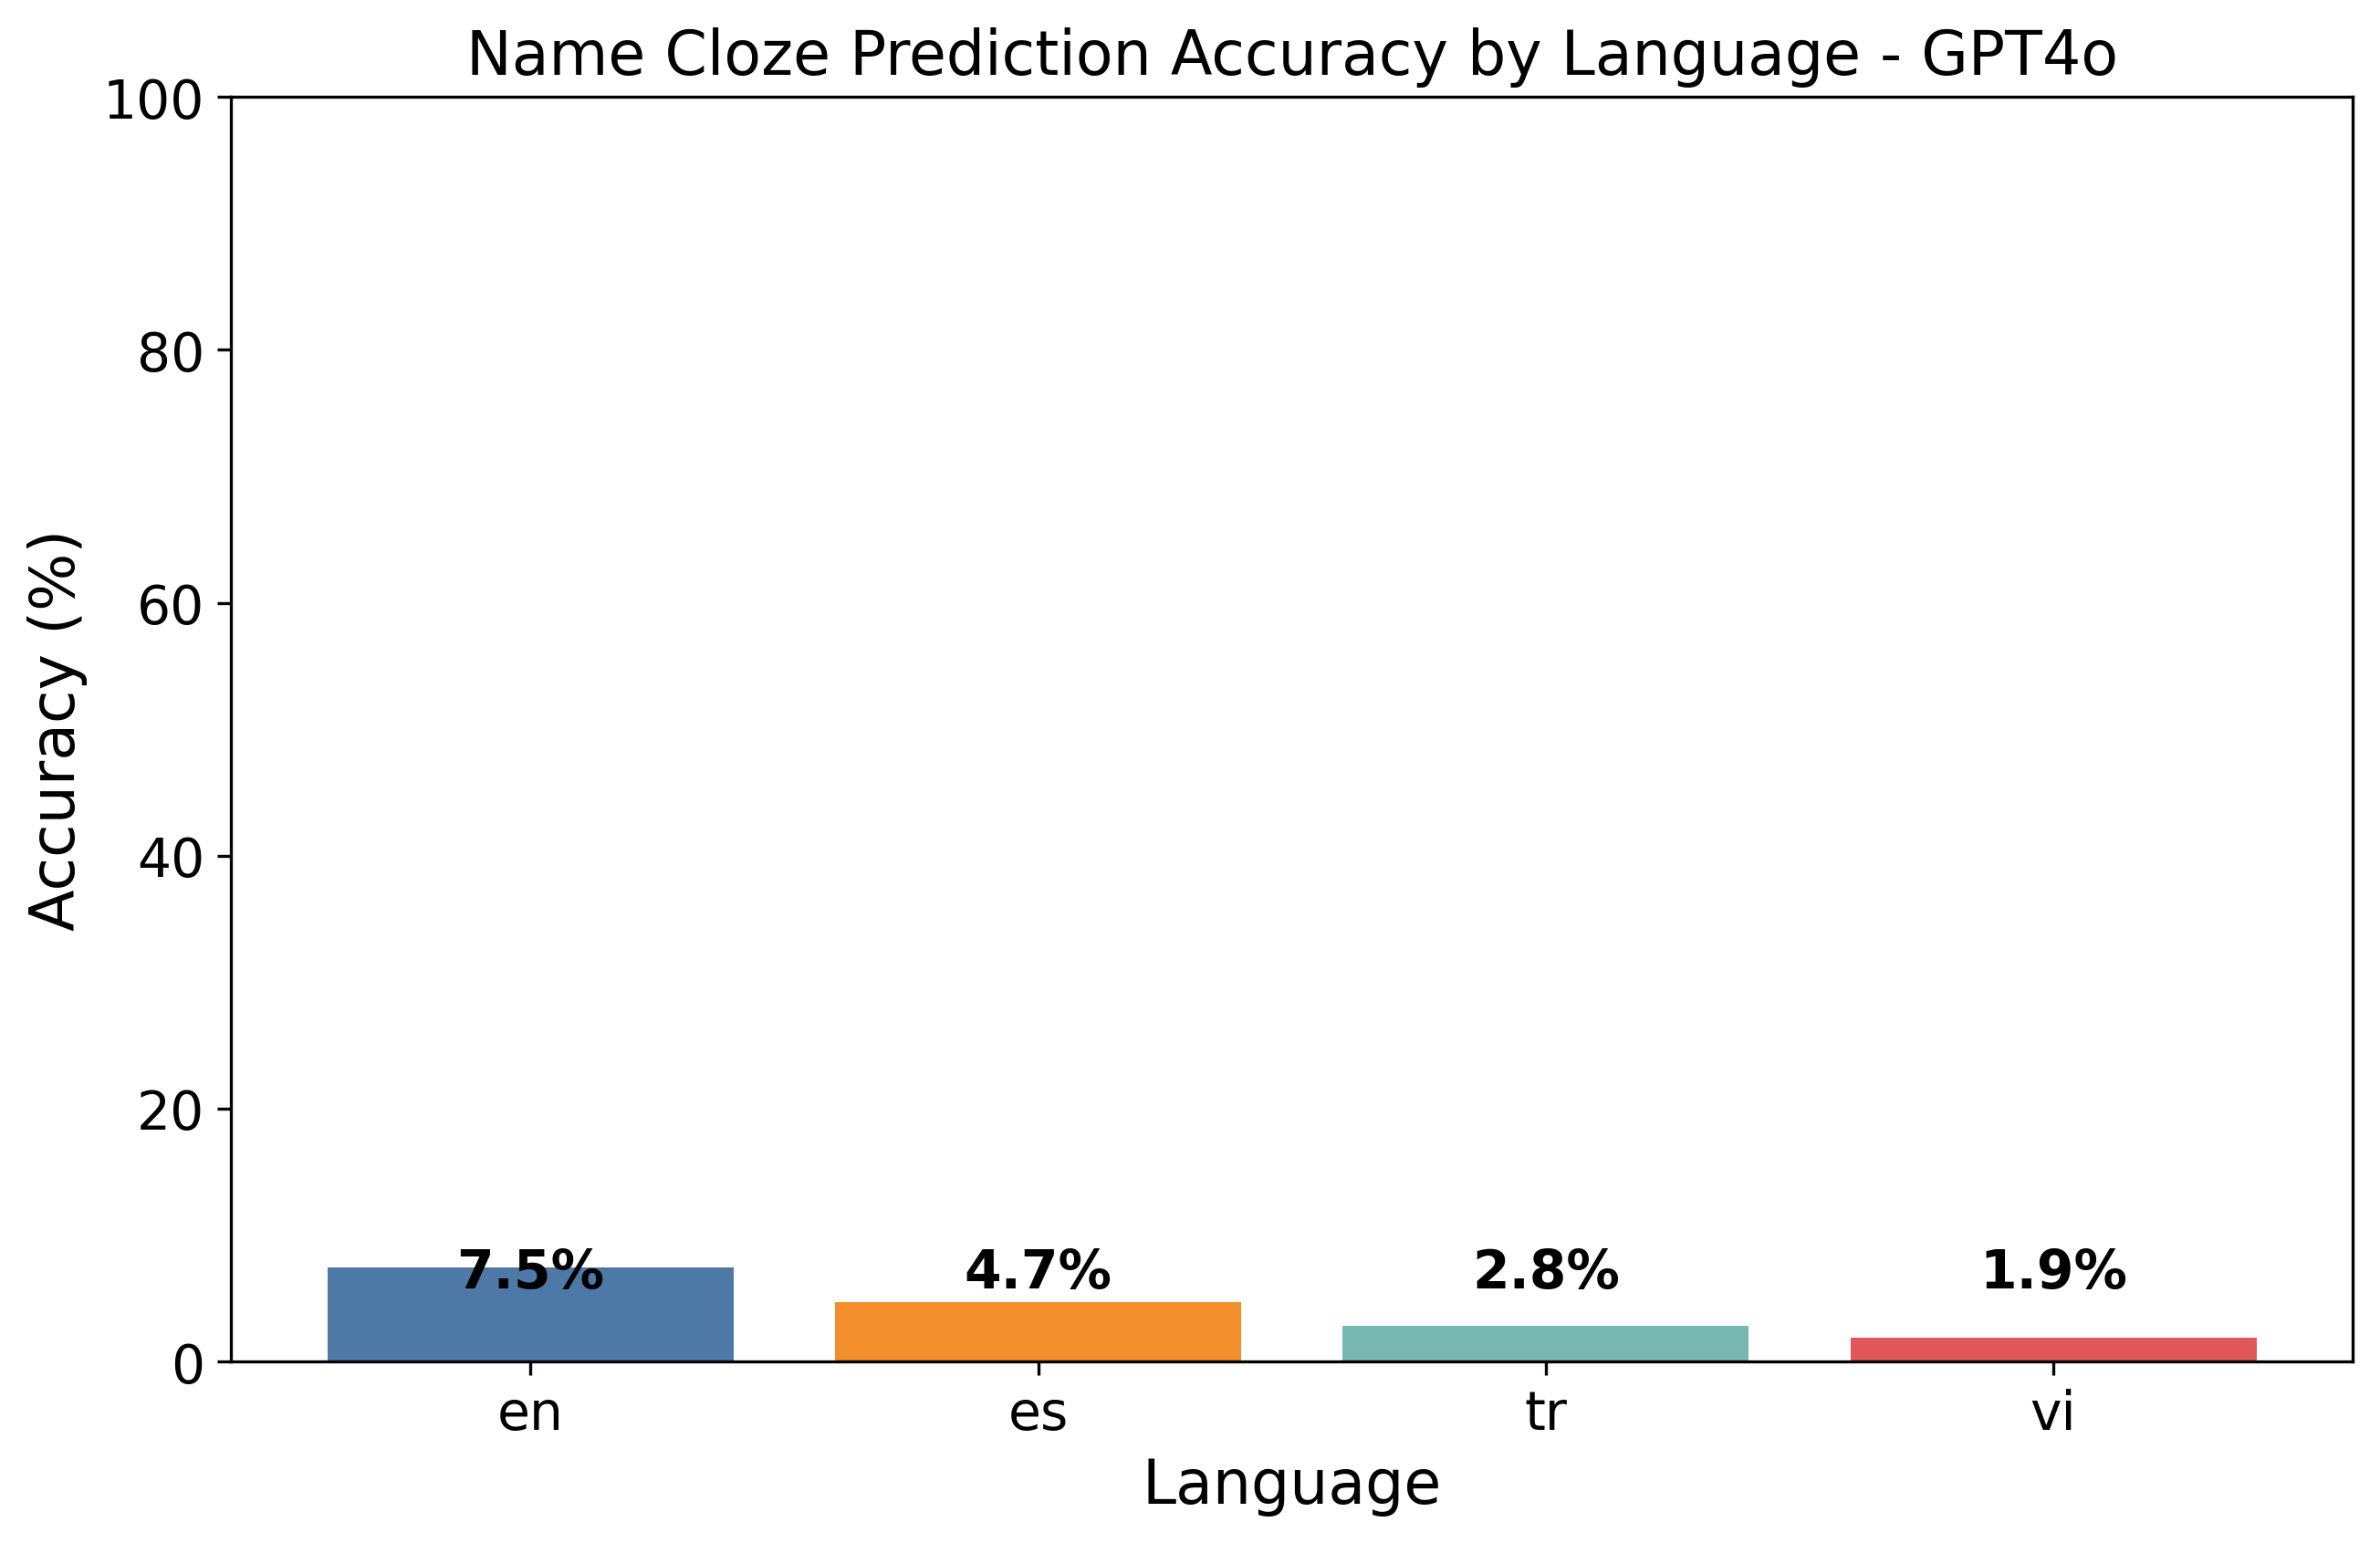 Name Cloze Prediction Accuracy by Language - GPT4o
Accuracy (%)
100
80
60
40
20
0
7.5%
4.7%
2.8%
1.9%
en
es
tr
vi
Language